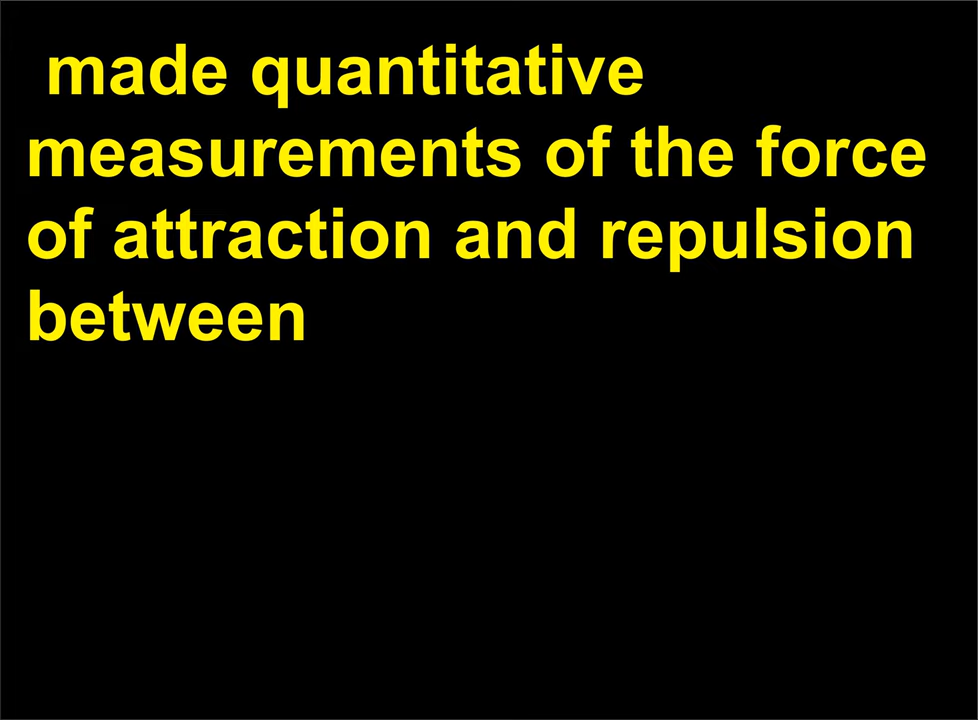 made quantitative
measurements of the force
of attraction and repulsion
between